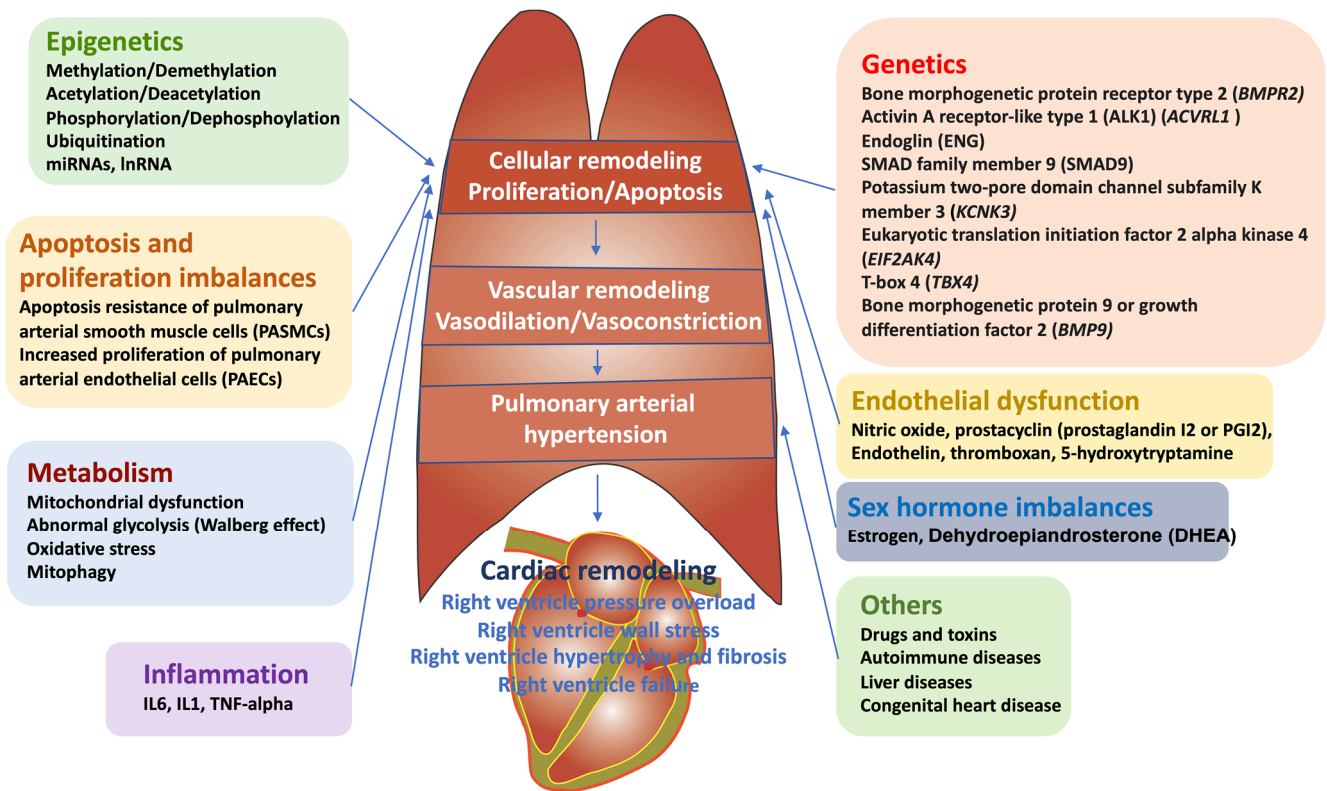 Epigenetics
Methylation/Demethylation
Acetylation/Deacetylation
Phosphorylation/Dephosphoylation
Ubiquitination
miRNAs, lnRNA
Apoptosis and
proliferation imbalances
Apoptosis resistance of pulmonary
arterial smooth muscle cells (PASMCs)
Increased proliferation of pulmonary
arterial endothelial cells (PAECs)
Metabolism
Mitochondrial dysfunction
Abnormal glycolysis (Walberg effect)
Oxidative stress
Mitophagy
Inflammation
IL6, IL1, TNF-alpha
Cellular remodeling
Proliferation/Apoptosis
Vascular remodeling
Vasodilation/Vasoconstriction
Pulmonary arterial
hypertension
Cardiac remodeling
Right ventricle pressure overload
Right ventricle wall stress
Right ventricle hypertrophy and fibrosis
Right ventricle failure
Genetics
Bone morphogenetic protein receptor type 2 (BMPR2)
Activin A receptor-like type 1 (ALK1) (ACVRL1 )
Endoglin (ENG)
SMAD family member 9 (SMAD9)
Potassium two-pore domain channel subfamily K
member 3 (KCNK3)
Eukaryotic translation initiation factor 2 alpha kinase 4
(EIF2AK4)
T-box 4 (TBX4)
Bone morphogenetic protein 9 or growth
differentiation factor 2 (BMP9)
Endothelial dysfunction
Nitric oxide, prostacyclin (prostaglandin I2 or PGI2),
Endothelin, thromboxan, 5-hydroxytryptamine
Sex hormone imbalances
Estrogen, Dehydroepiandrosterone (DHEA)
Others
Drugs and toxins
Autoimmune diseases
Liver diseases
Congenital heart disease